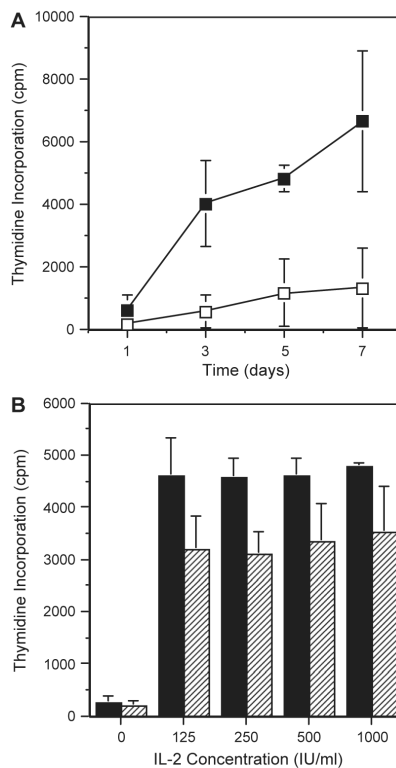 A
10000
8000
6000
4000
2000
0
Thymidine Incorporation (cpm)
1 3 5 7
Time (days)
B
6000
5000
4000
3000
2000
1000
0
Thymidine Incorporation (cpm)
0 125 250 500 1000
IL-2 Concentration (IU/ml)